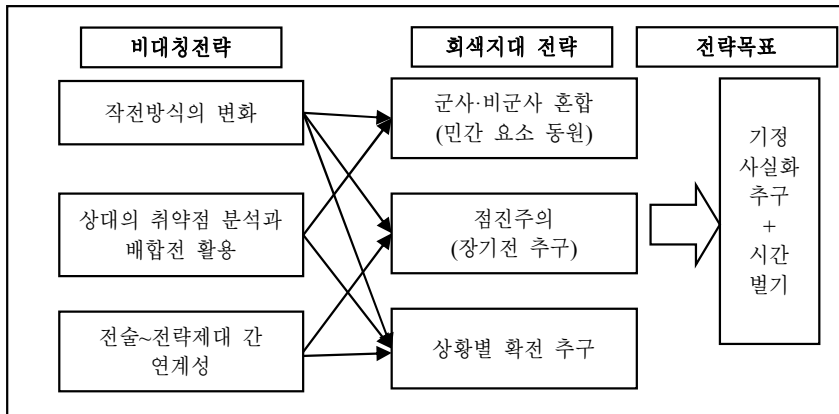 비대칭전략
회색지대 전략
전략목표
작전방식의 변화
상대의 취약점 분석과
배합전 활용
전술~전략제대 간
연계성
군사·비군사 혼합
(민간 요소 동원)
점진주의
(장기전 추구)
상황별 확전 추구
기정
사실화
추구
+
시간
벌기